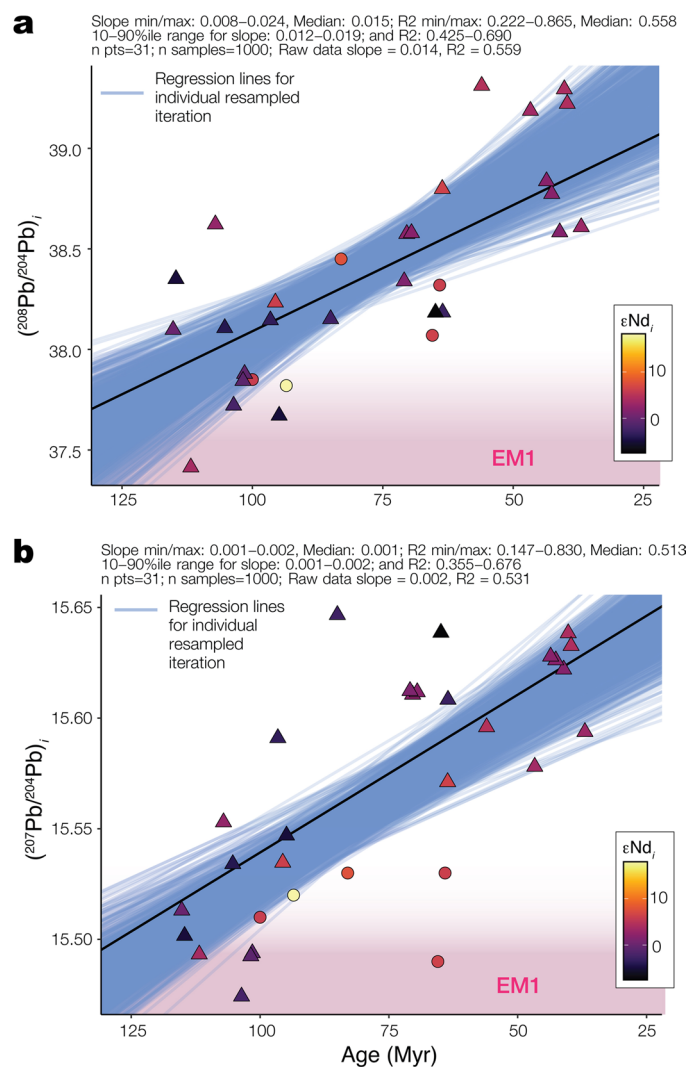 a
Slope min/max: 0.008–0.024, Median: 0.015; R2 min/max: 0.222–0.865, Median: 0.558
10–90%ile range for slope: 0.012–0.019; and R2: 0.425–0.690
n pts=31; n samples=1000; Raw data slope = 0.014, R2 = 0.559
Regression lines for
individual resampled
iteration
39.0
38.5
38.0
37.5
(²⁰⁸Pb/²⁰⁴Pb)ᵢ
εNdᵢ
10
0
EM1
125
100
75
50
25
b
Slope min/max: 0.001–0.002, Median: 0.001; R2 min/max: 0.147–0.830, Median: 0.513
10–90%ile range for slope: 0.001–0.002; and R2: 0.355–0.676
n pts=31; n samples=1000; Raw data slope = 0.002, R2 = 0.531
Regression lines
for individual
resampled
iteration
15.65
15.60
15.55
15.50
(²⁰⁷Pb/²⁰⁴Pb)ᵢ
εNdᵢ
10
0
EM1
125
100
75
50
25
Age (Myr)